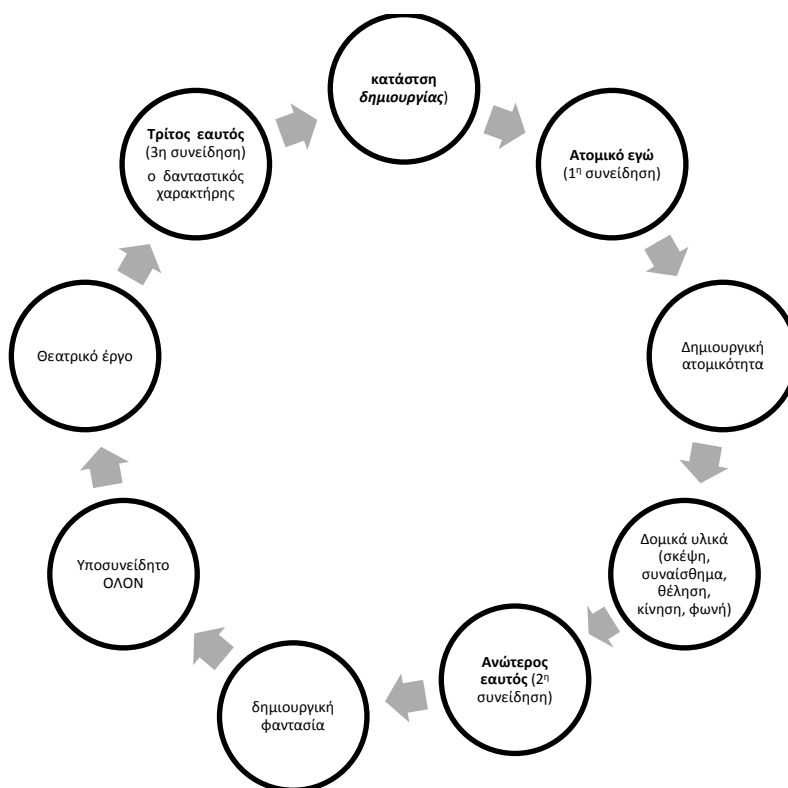 κατάστση
δημιουργίας)
Ατομικό εγώ
(1η συνείδηση)
Δημιουργική
ατομικότητα
Δομικά υλικά
(σκέψη,
συναίσθημα,
θέληση,
κίνηση, φωνή)
Ανώτερος
εαυτός (2η
συνείδηση)
δημιουργική
φαντασία
Υποσυνείδητο
ΟΛΟΝ
Θεατρικό έργο
Τρίτος εαυτός
(3η συνείδηση)
ο δανταστικός
χαρακτήρης